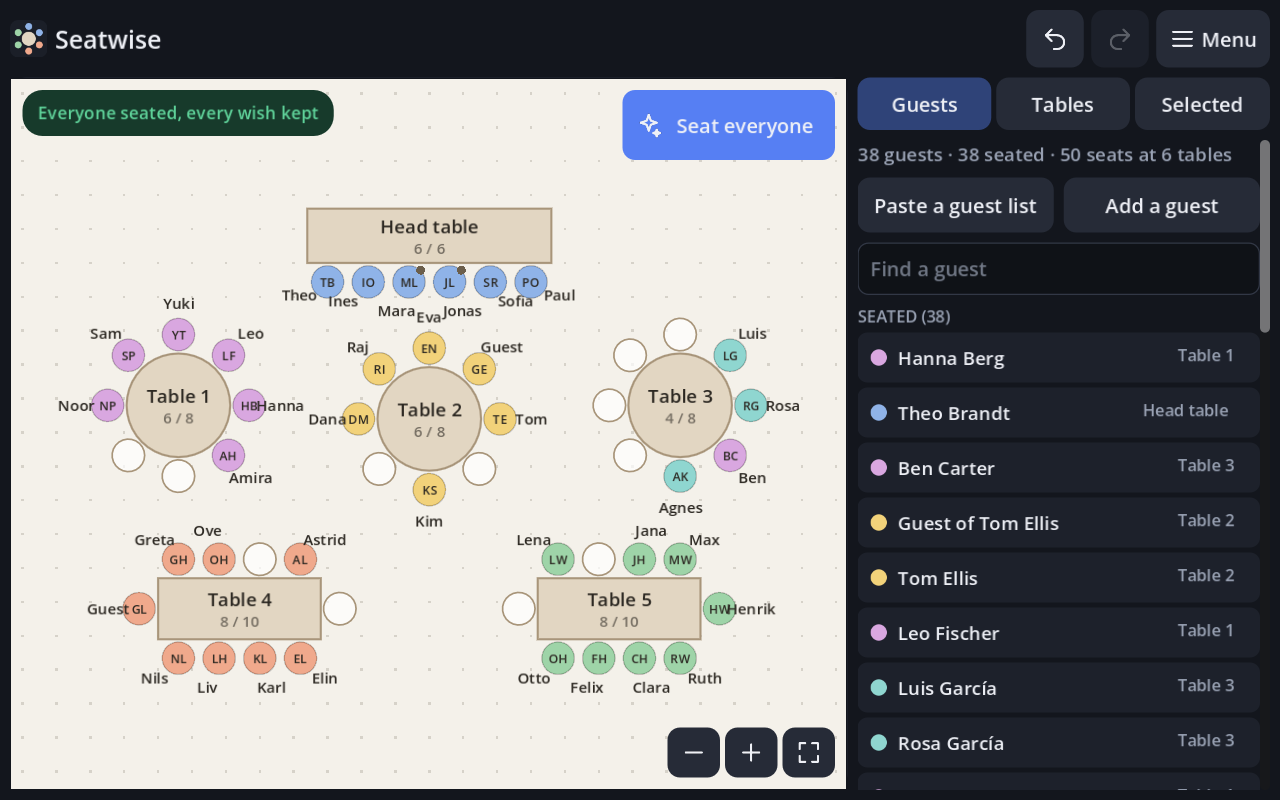 Seatwise
Menu
Everyone seated, every wish kept
Seat everyone
Guests
Tables
Selected
38 guests · 38 seated · 50 seats at 6 tables
Paste a guest list
Add a guest
Find a guest
SEATED (38)
Hanna Berg
Table 1
Theo Brandt
Head table
Ben Carter
Table 3
Guest of Tom Ellis
Table 2
Tom Ellis
Table 2
Leo Fischer
Table 1
Luis García
Table 3
Rosa García
Table 3
Head table
6 / 6
TB IO ML JL SR PO
Theo Ines Mara Jonas Sofia Paul
Yuki
YT
Sam
SP
Leo
LF
Noor NP
Table 1
6 / 8
HB Hanna
AH
Amira
Eva
EN
Raj
RI
Guest
GE
Dana DM
Table 2
6 / 8
TE Tom
KS
Kim
Luis
LG
Table 3
4 / 8
RG Rosa
BC
Ben
AK
Agnes
Greta Ove Astrid
GH OH AL
Guest GL
Table 4
8 / 10
NL LH KL EL
Nils Liv Karl Elin
Lena Jana Max
LW JH MW
Table 5
8 / 10
HW Henrik
OH FH CH RW
Otto Felix Clara Ruth